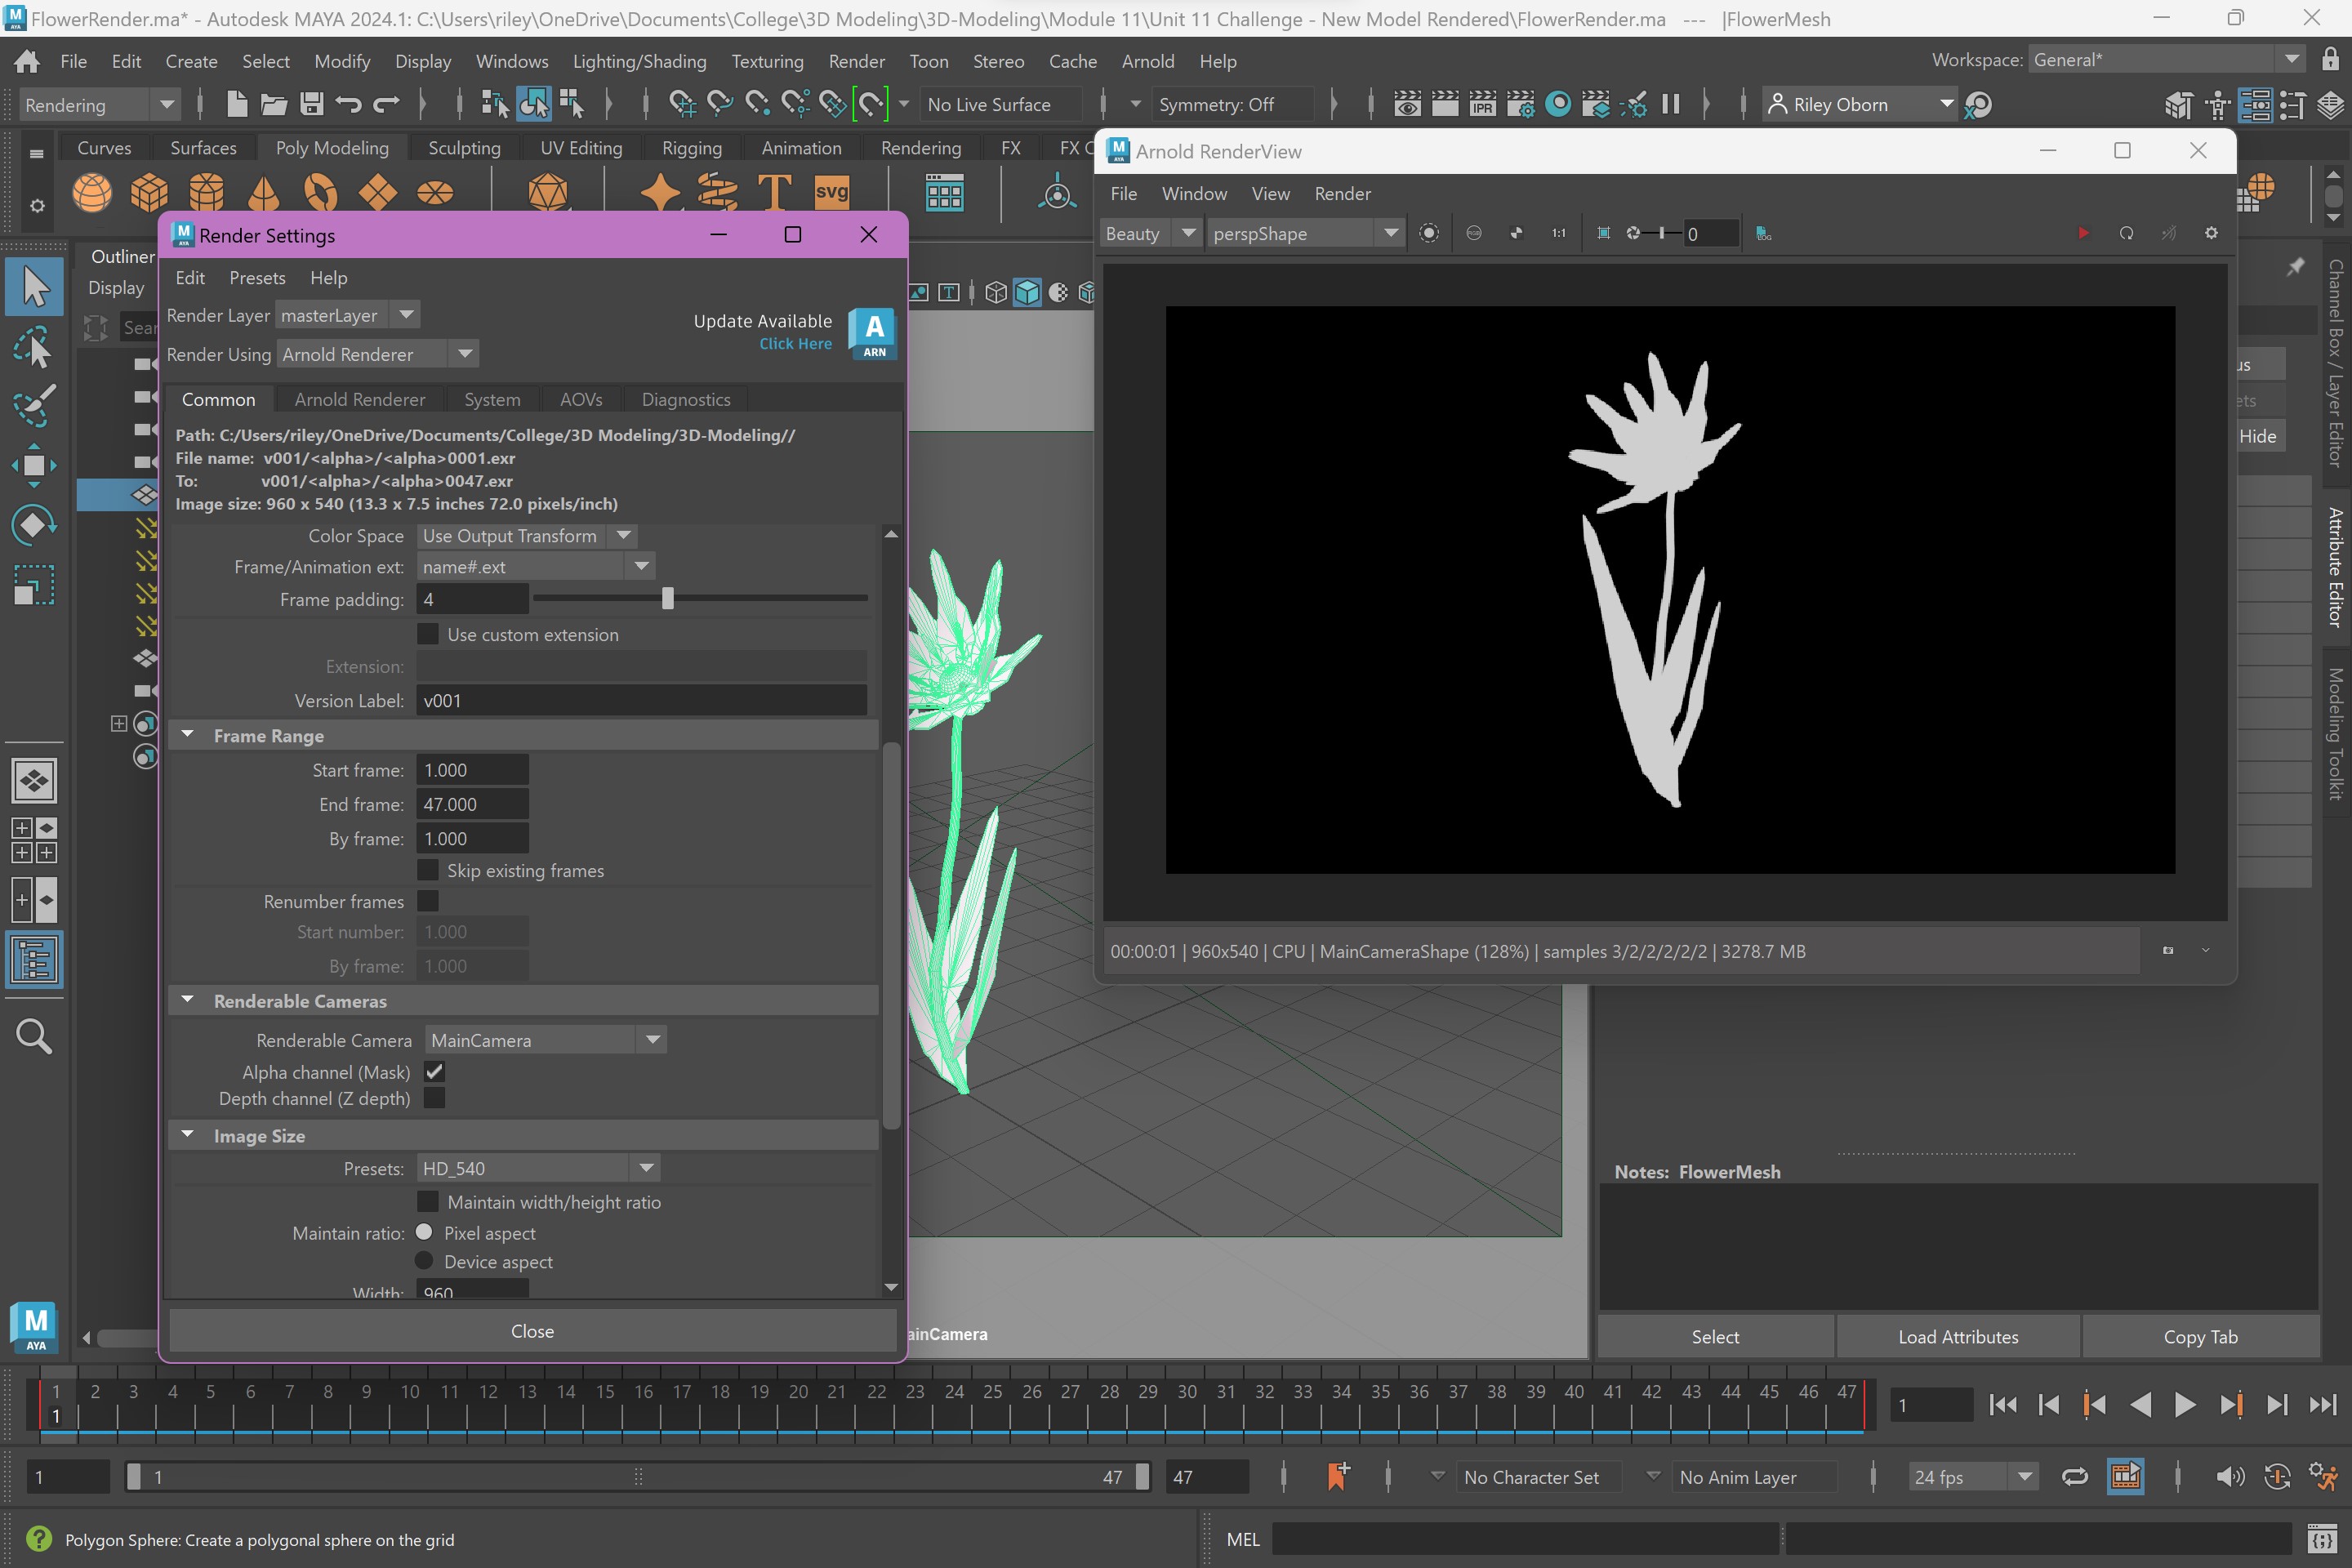 FlowerRender.ma* - Autodesk MAYA 2024.1: C:\Users\riley\OneDrive\Documents\College\3D Modeling\3D-Modeling\Module 11\Unit 11 Challenge - New Model Rendered\FlowerRender.ma --- |FlowerMesh
File Edit Create Select Modify Display Windows Lighting/Shading Texturing Render Toon Stereo Cache Arnold Help
Workspace: General*
Rendering
No Live Surface
Symmetry: Off
IPR
Riley Oborn
Curves Surfaces Poly Modeling Sculpting UV Editing Rigging Animation Rendering FX FX C
T svg
Outliner
Display
Sear
Render Settings
Edit Presets Help
Render Layer masterLayer
Render Using Arnold Renderer
Update Available
Click Here
A
ARN
Common Arnold Renderer System AOVs Diagnostics
Path: C:/Users/riley/OneDrive/Documents/College/3D Modeling/3D-Modeling//
File name: v001/<alpha>/<alpha>0001.exr
To: v001/<alpha>/<alpha>0047.exr
Image size: 960 x 540 (13.3 x 7.5 inches 72.0 pixels/inch)
Color Space Use Output Transform
Frame/Animation ext: name#.ext
Frame padding: 4
Use custom extension
Extension:
Version Label: v001
Frame Range
Start frame: 1.000
End frame: 47.000
By frame: 1.000
Skip existing frames
Renumber frames
Start number: 1.000
By frame: 1.000
Renderable Cameras
Renderable Camera MainCamera
Alpha channel (Mask)
Depth channel (Z depth)
Image Size
Presets: HD_540
Maintain width/height ratio
Maintain ratio: Pixel aspect
Device aspect
Width: 960
Close
ainCamera
Arnold RenderView
File Window View Render
Beauty perspShape 1:1 0 LOG
00:00:01 | 960x540 | CPU | MainCameraShape (128%) | samples 3/2/2/2/2/2 | 3278.7 MB
us
ets
Hide
Channel Box / Layer Editor
Attribute Editor
Modeling Toolkit
Notes: FlowerMesh
Select Load Attributes Copy Tab
M
AYA
1 2 3 4 5 6 7 8 9 10 11 12 13 14 15 16 17 18 19 20 21 22 23 24 25 26 27 28 29 30 31 32 33 34 35 36 37 38 39 40 41 42 43 44 45 46 47
1
1
1 1 47 47
No Character Set
No Anim Layer
24 fps
Polygon Sphere: Create a polygonal sphere on the grid
MEL